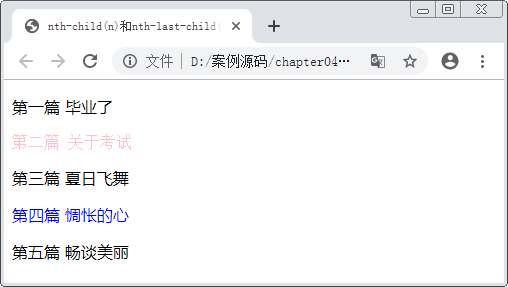 nth-child(n)和nth-last-child(
文件 D:/案例源码/chapter04…
第一篇 毕业了
第二篇 关于考试
第三篇 夏日飞舞
第四篇 惆怅的心
第五篇 畅谈美丽